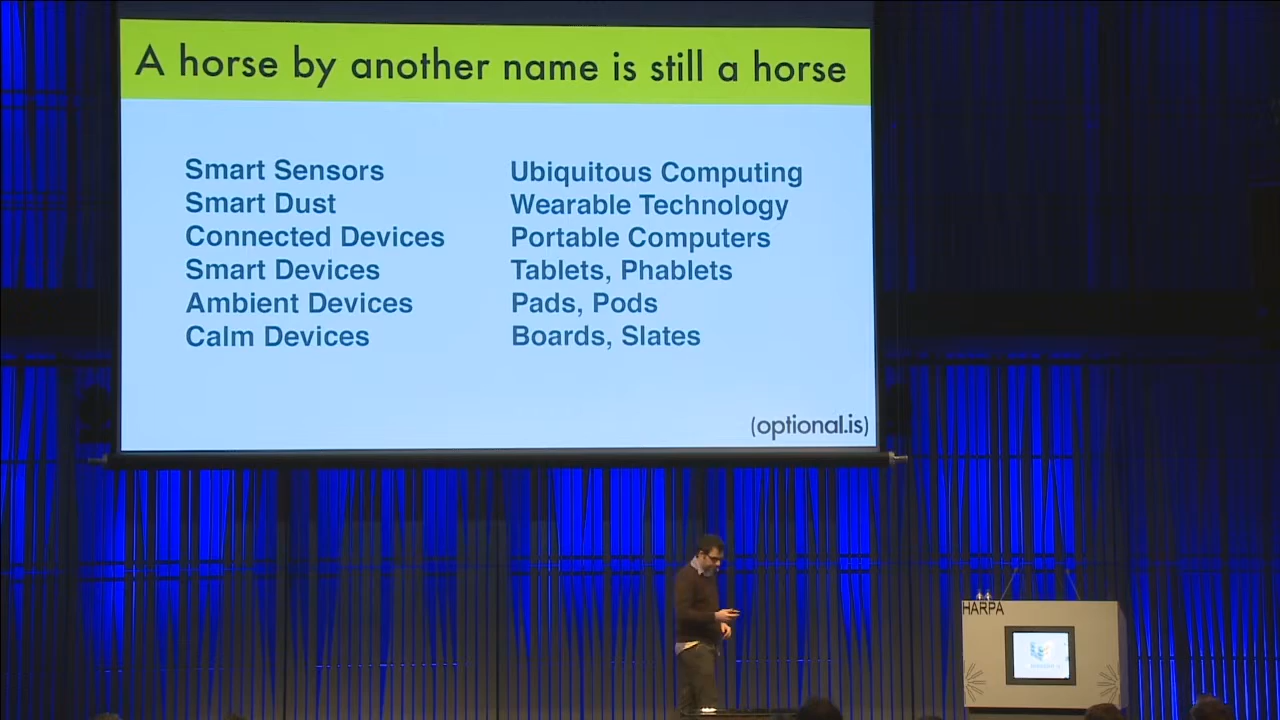 A horse by another name is still a horse
Smart Sensors
Smart Dust
Connected Devices
Smart Devices
Ambient Devices
Calm Devices
Ubiquitous Computing
Wearable Technology
Portable Computers
Tablets, Phablets
Pads, Pods
Boards, Slates
(optional.is)
HARPA